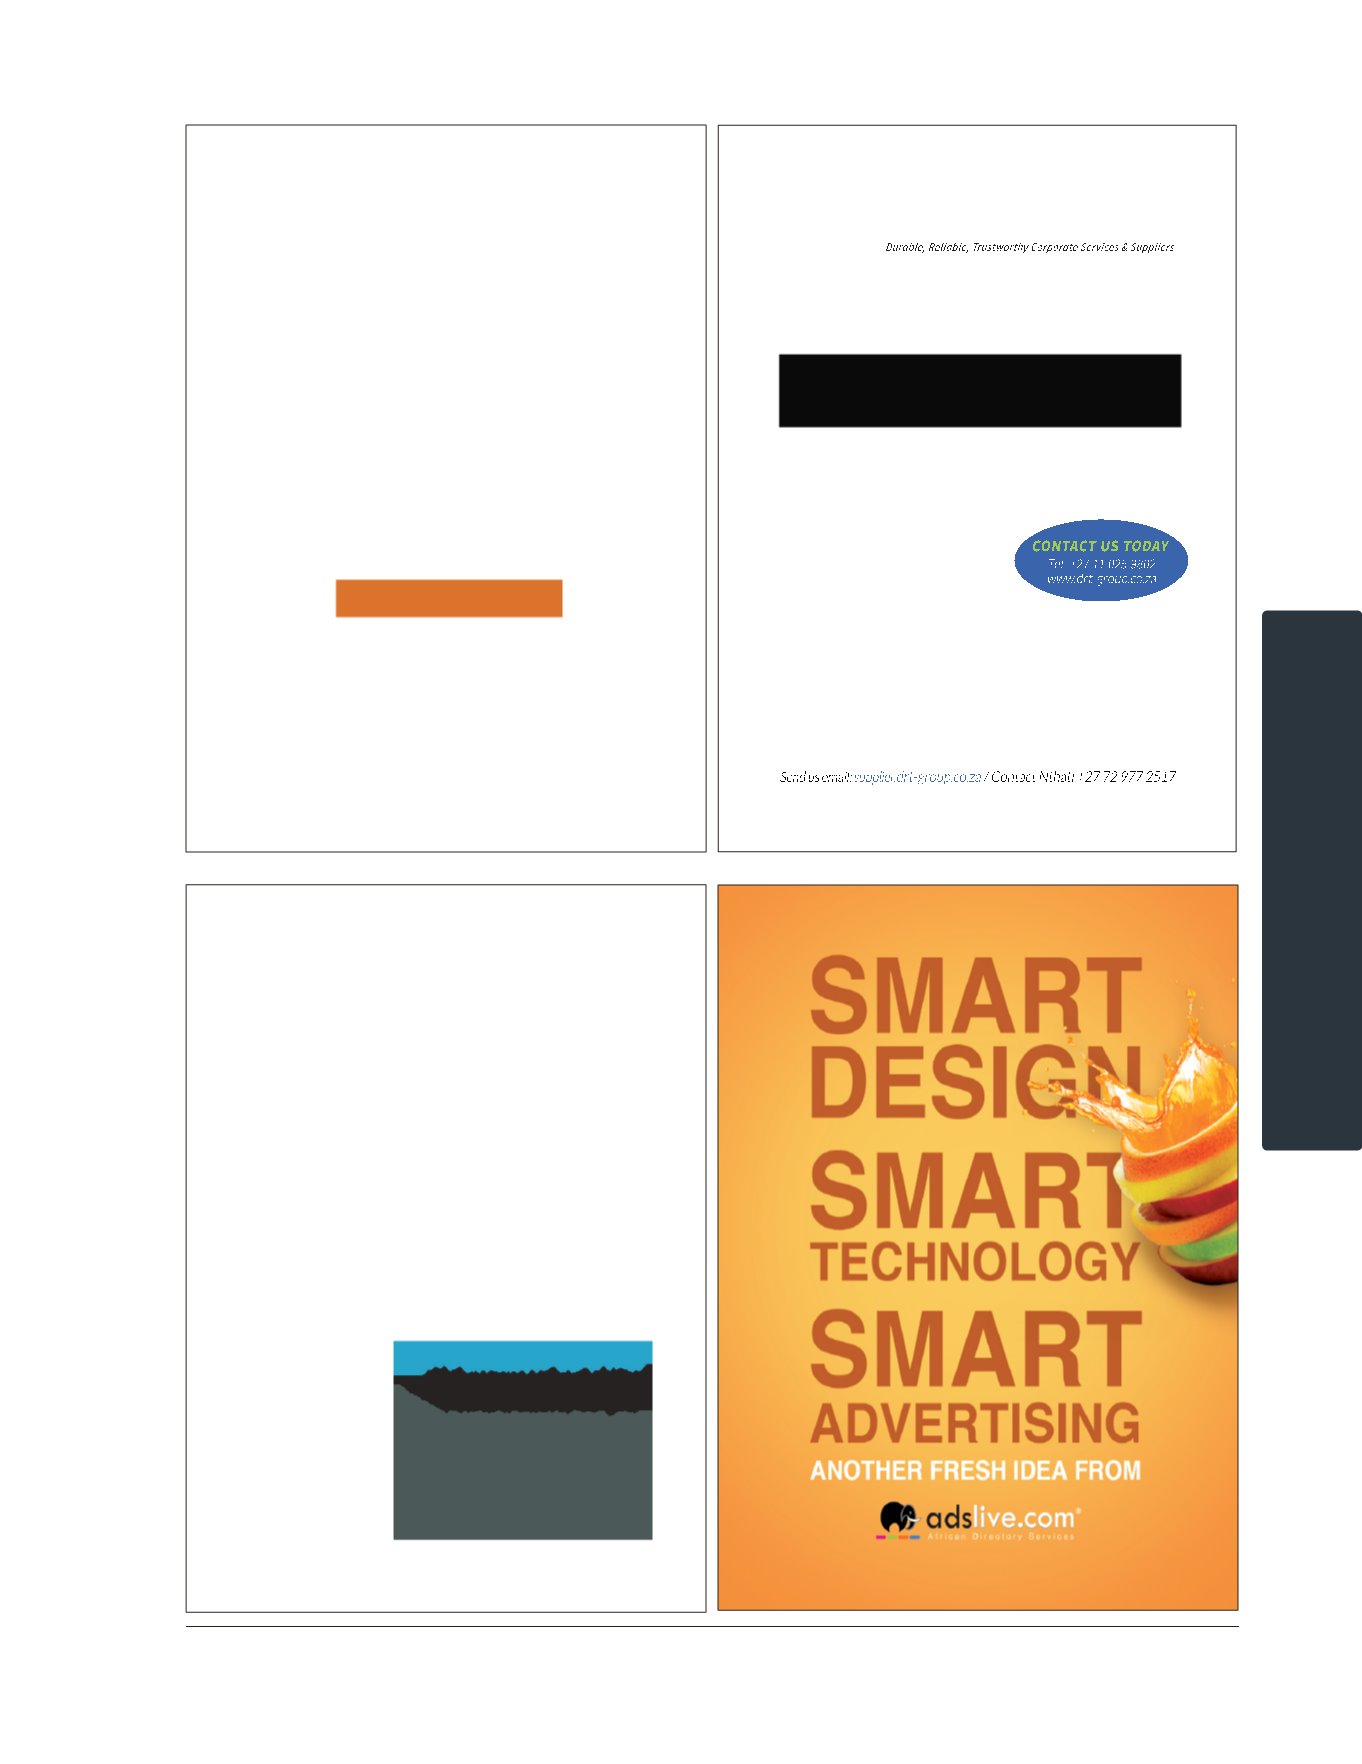 Durable, Reliable, Trustworthy Corporate Services & Suppliers
CONTACT US TODAY
Tel: +27 11 026 9802
www.drt-group.co.za
Send us email: supplier.drt-group.co.za / Contact Nthati +27 72 977 2517
SMART
DESIGN
SMART
TECHNOLOGY
SMART
ADVERTISING
ANOTHER FRESH IDEA FROM
adslive.com®
African Directory Services